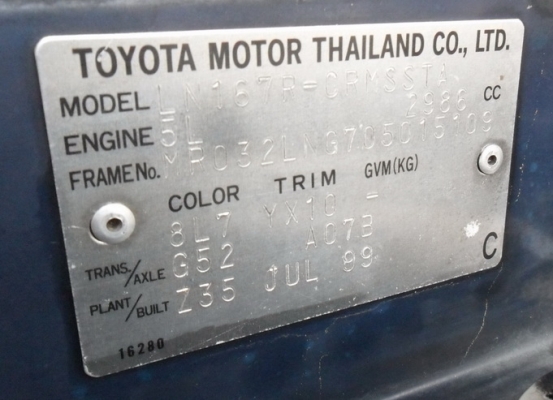 TOYOTA MOTOR THAILAND CO., LTD.
MODEL LN167R-CRMSSTA
ENGINE 5L 2986 CC
FRAME No.
COLOR TRIM GVM(KG)
8L7 YX10 -
TRANS/AXLE G52 A07B
PLANT/BUILT Z35 JUL 99
C
16280